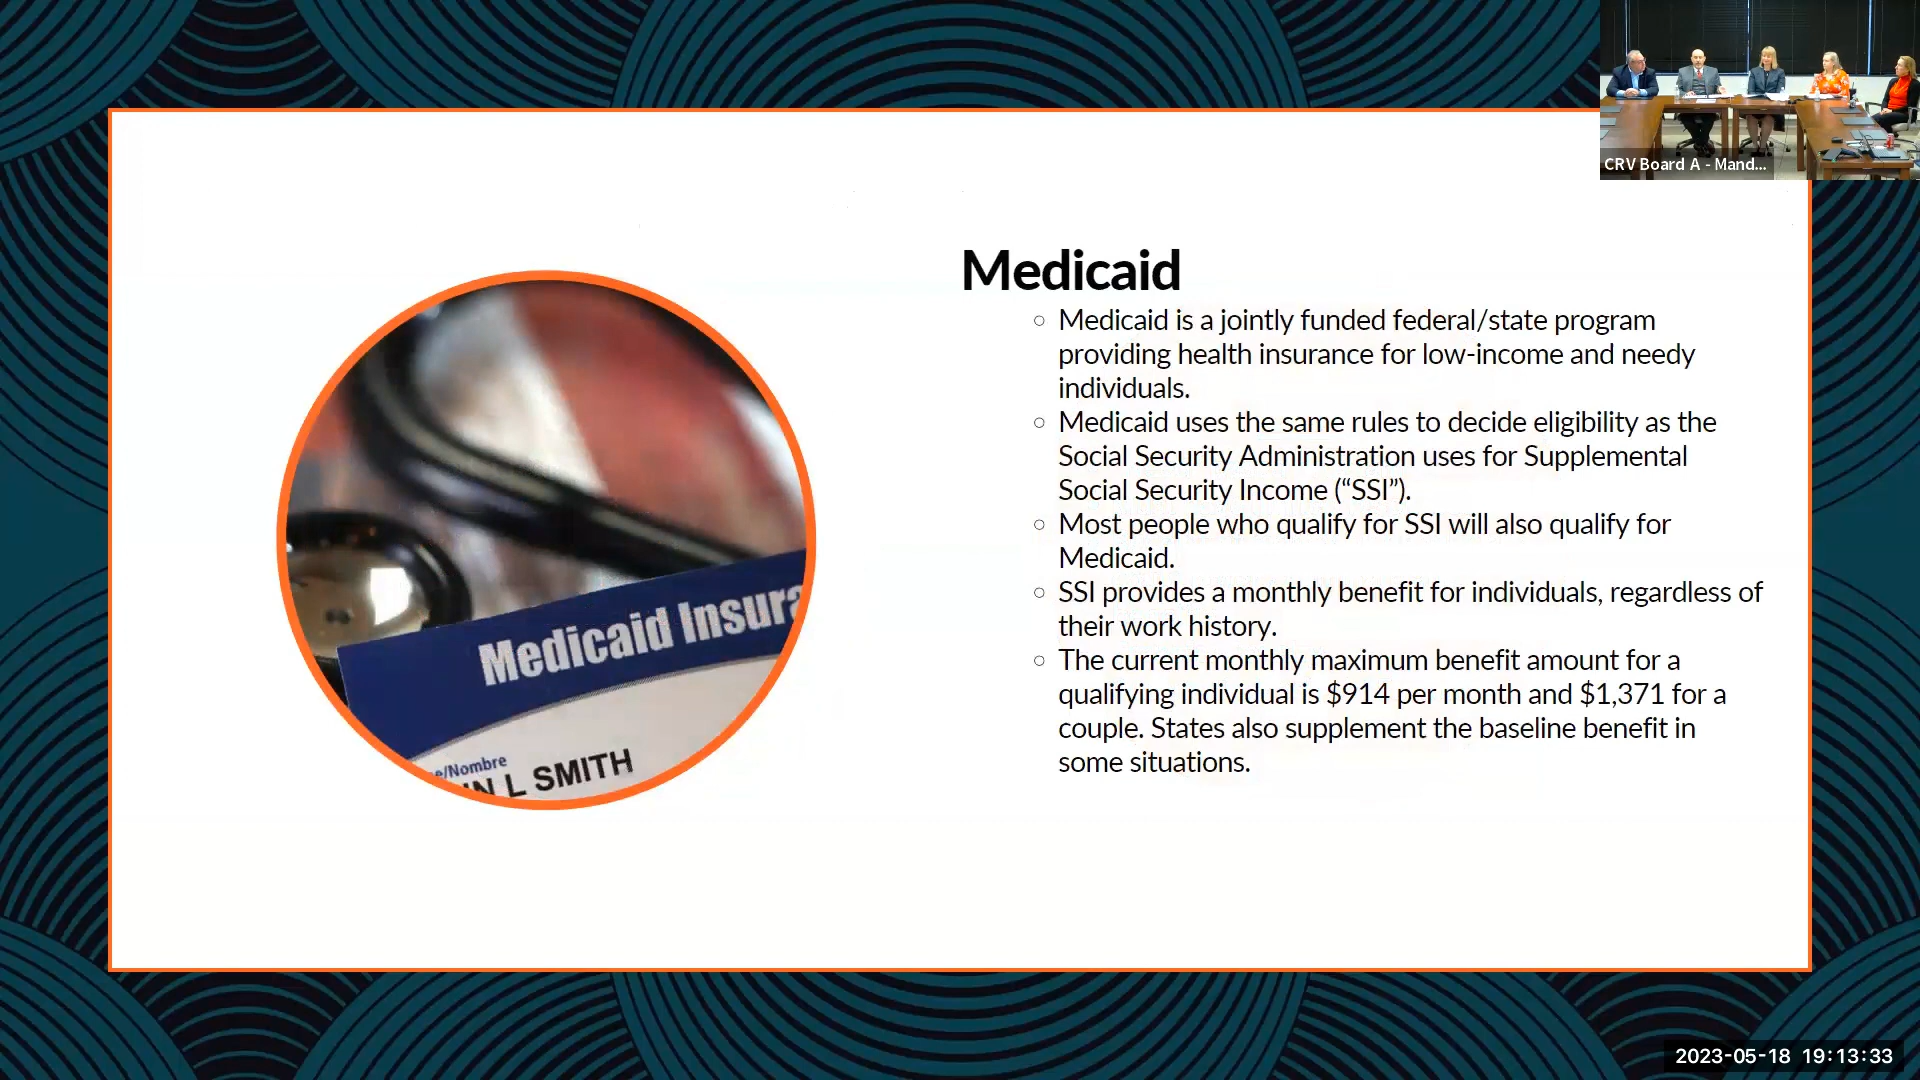 CRV Board A - Mand...
Medicaid
Medicaid is a jointly funded federal/state program
providing health insurance for low-income and needy
individuals.
Medicaid uses the same rules to decide eligibility as the
Social Security Administration uses for Supplemental
Social Security Income (“SSI”).
Most people who qualify for SSI will also qualify for
Medicaid.
SSI provides a monthly benefit for individuals, regardless of
their work history.
The current monthly maximum benefit amount for a
qualifying individual is $914 per month and $1,371 for a
couple. States also supplement the baseline benefit in
some situations.
Medicaid Insura
e/Nombre
IN L SMITH
2023-05-18 19:13:33